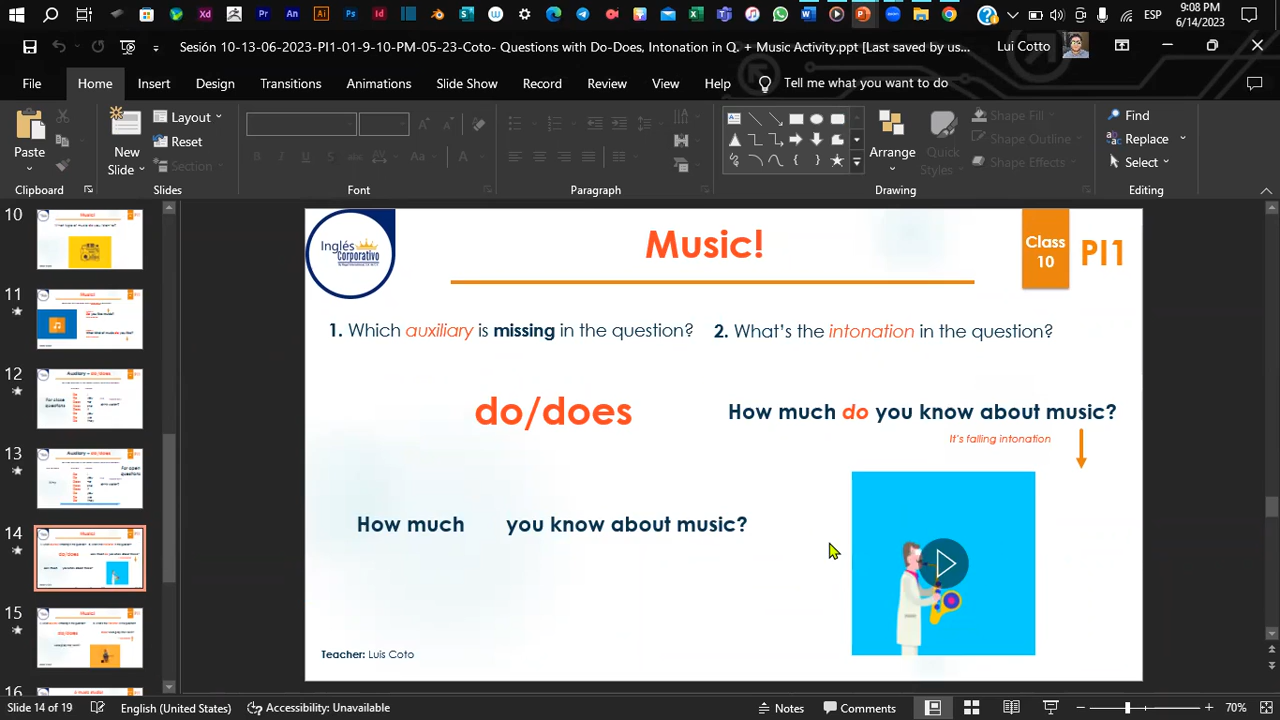 9:08 PM
ESP
6/14/2023
Sesión 10-13-06-2023-PI1-01-9-10-PM-05-23-Coto- Questions with Do-Does, Intonation in Q. + Music Activity.ppt [Last saved by us...
Lui Cotto
File
Home
Insert
Design
Transitions
Animations
Slide Show
Record
Review
View
Help
Tell me what you want to do
Paste
New Slide
Layout
Reset
Section
Arrange
Quick Styles
Shape Fill
Shape Outline
Shape Effects
Find
Replace
Select
Clipboard
Slides
Font
Paragraph
Drawing
Editing
10
11
12
13
14
15
16
Inglés
Corporativo
Music!
Class
10
PI1
1. Which auxiliary is missing in the question?
2. What's the intonation in the question?
do/does
How much do you know about music?
It's falling intonation
How much you know about music?
Teacher: Luis Coto
Slide 14 of 19
English (United States)
Accessibility: Unavailable
Notes
Comments
70%